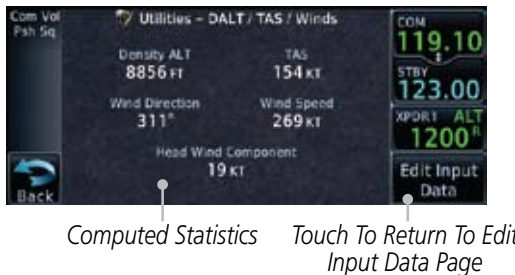 Com Vol
Psh Sq
Utilities – DALT / TAS / Winds
Density ALT
8856 FT
TAS
154 KT
Wind Direction
311°
Wind Speed
269 KT
Head Wind Component
19 KT
Back
COM
119.10
STBY
123.00
XPDR1 ALT
1200 R
Edit Input
Data
Computed Statistics
Touch To Return To Edit
Input Data Page